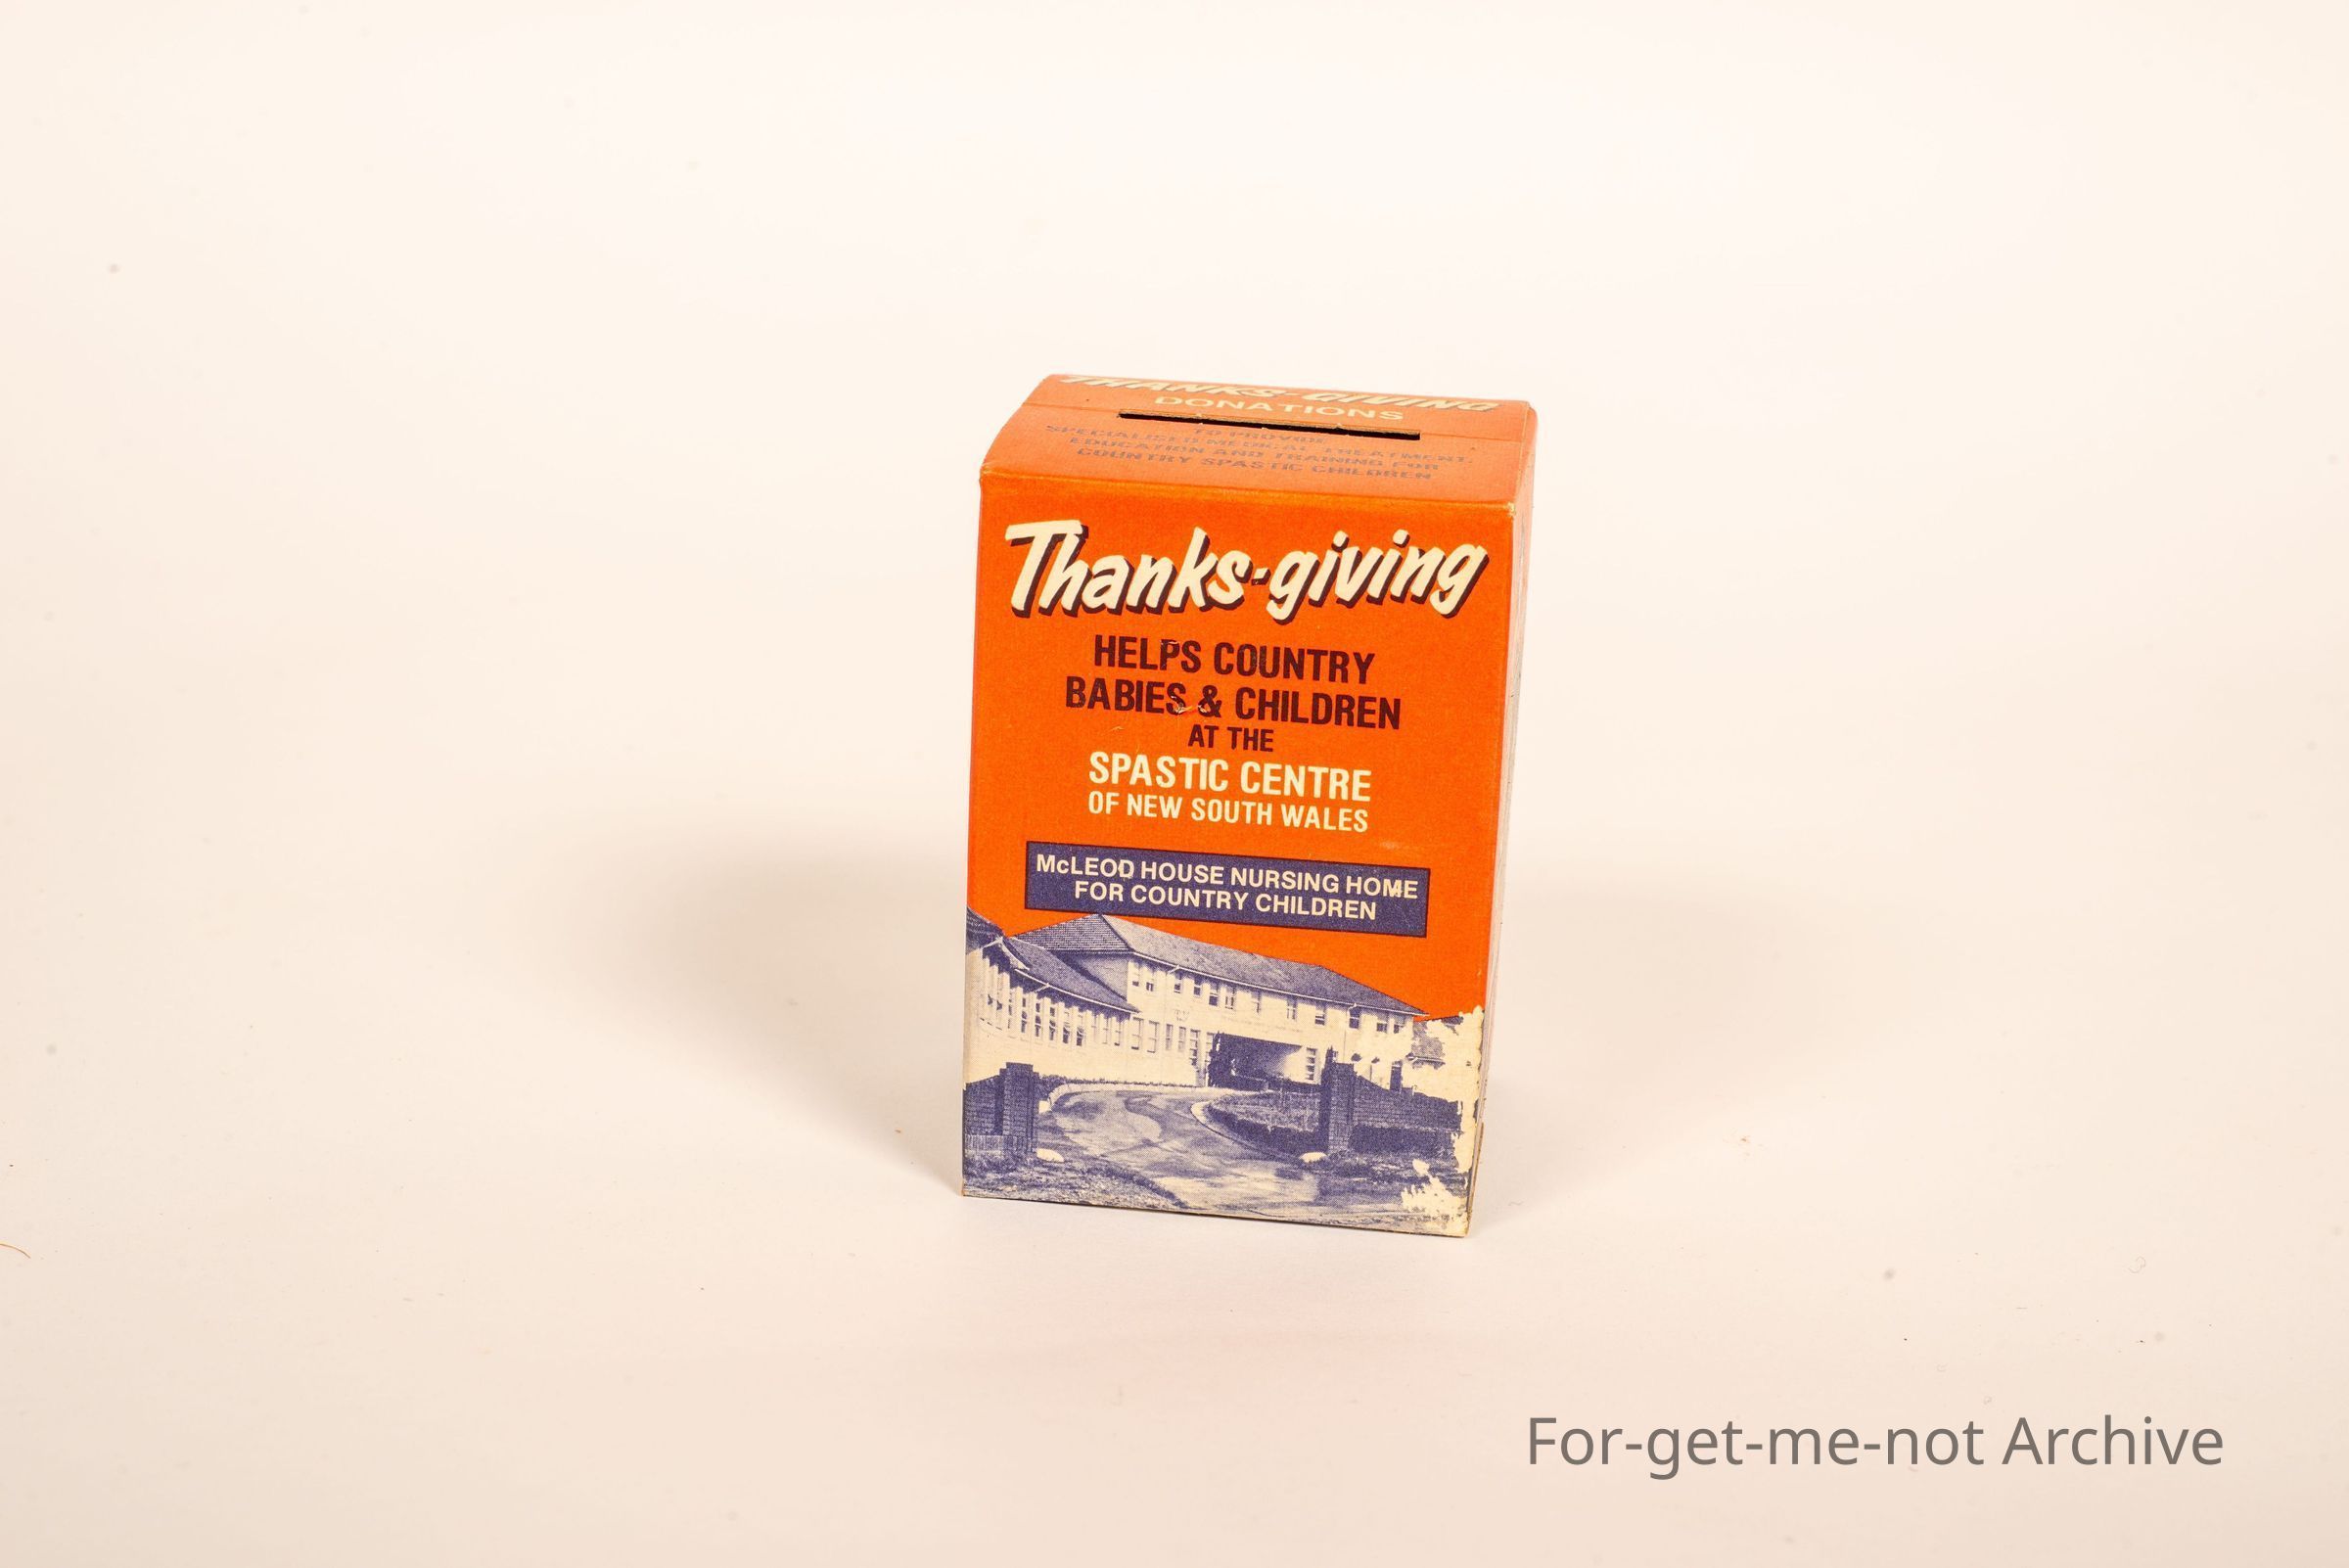 THANKS-GIVING
DONATIONS
TO PROVIDE
SPECIALISED MEDICAL TREATMENT,
EDUCATION AND TRAINING FOR
COUNTRY SPASTIC CHILDREN
Thanks-giving
HELPS COUNTRY
BABIES & CHILDREN
AT THE
SPASTIC CENTRE
OF NEW SOUTH WALES
McLEOD HOUSE NURSING HOME
FOR COUNTRY CHILDREN
For-get-me-not Archive